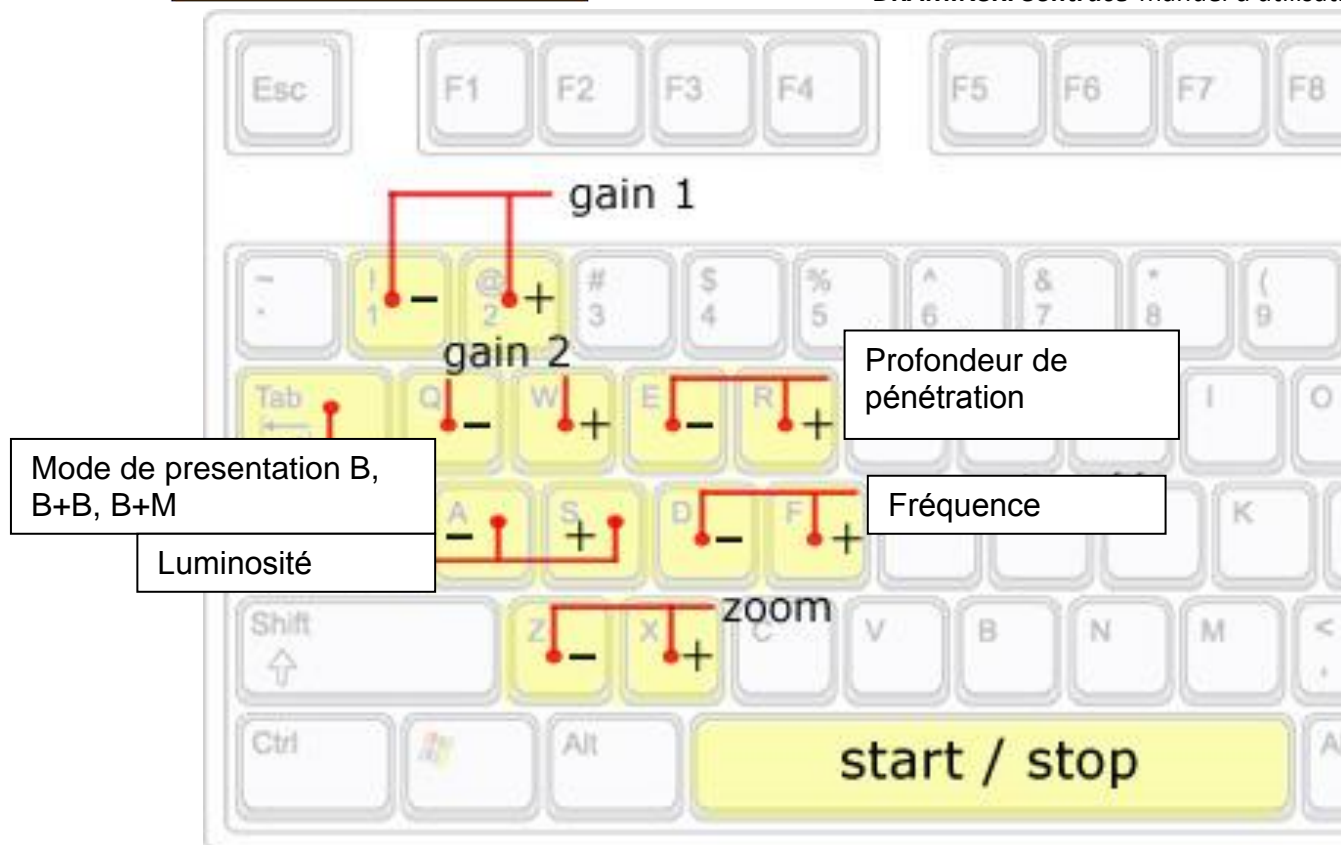 Esc F1 F2 F3 F4 F5 F6 F7 F8
gain 1
~ ! @ # $ % ^ & * (
1 - 2 + 3 4 5 6 7 8 9
gain 2
Tab Q - W + E - R + I O
Profondeur de
pénétration
Mode de presentation B,
B+B, B+M
A - S + D - F + K
Fréquence
Luminosité
Shift Z - X + C V B N M <
,
zoom
Ctrl Alt start / stop